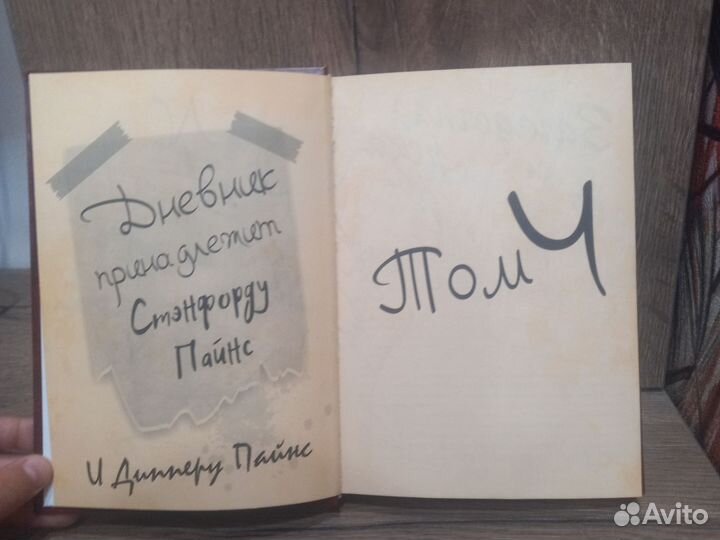 Дневник
принадлежит
Стэнфорду
Пайнс
И Дипперу Пайнс
Том 4
Avito